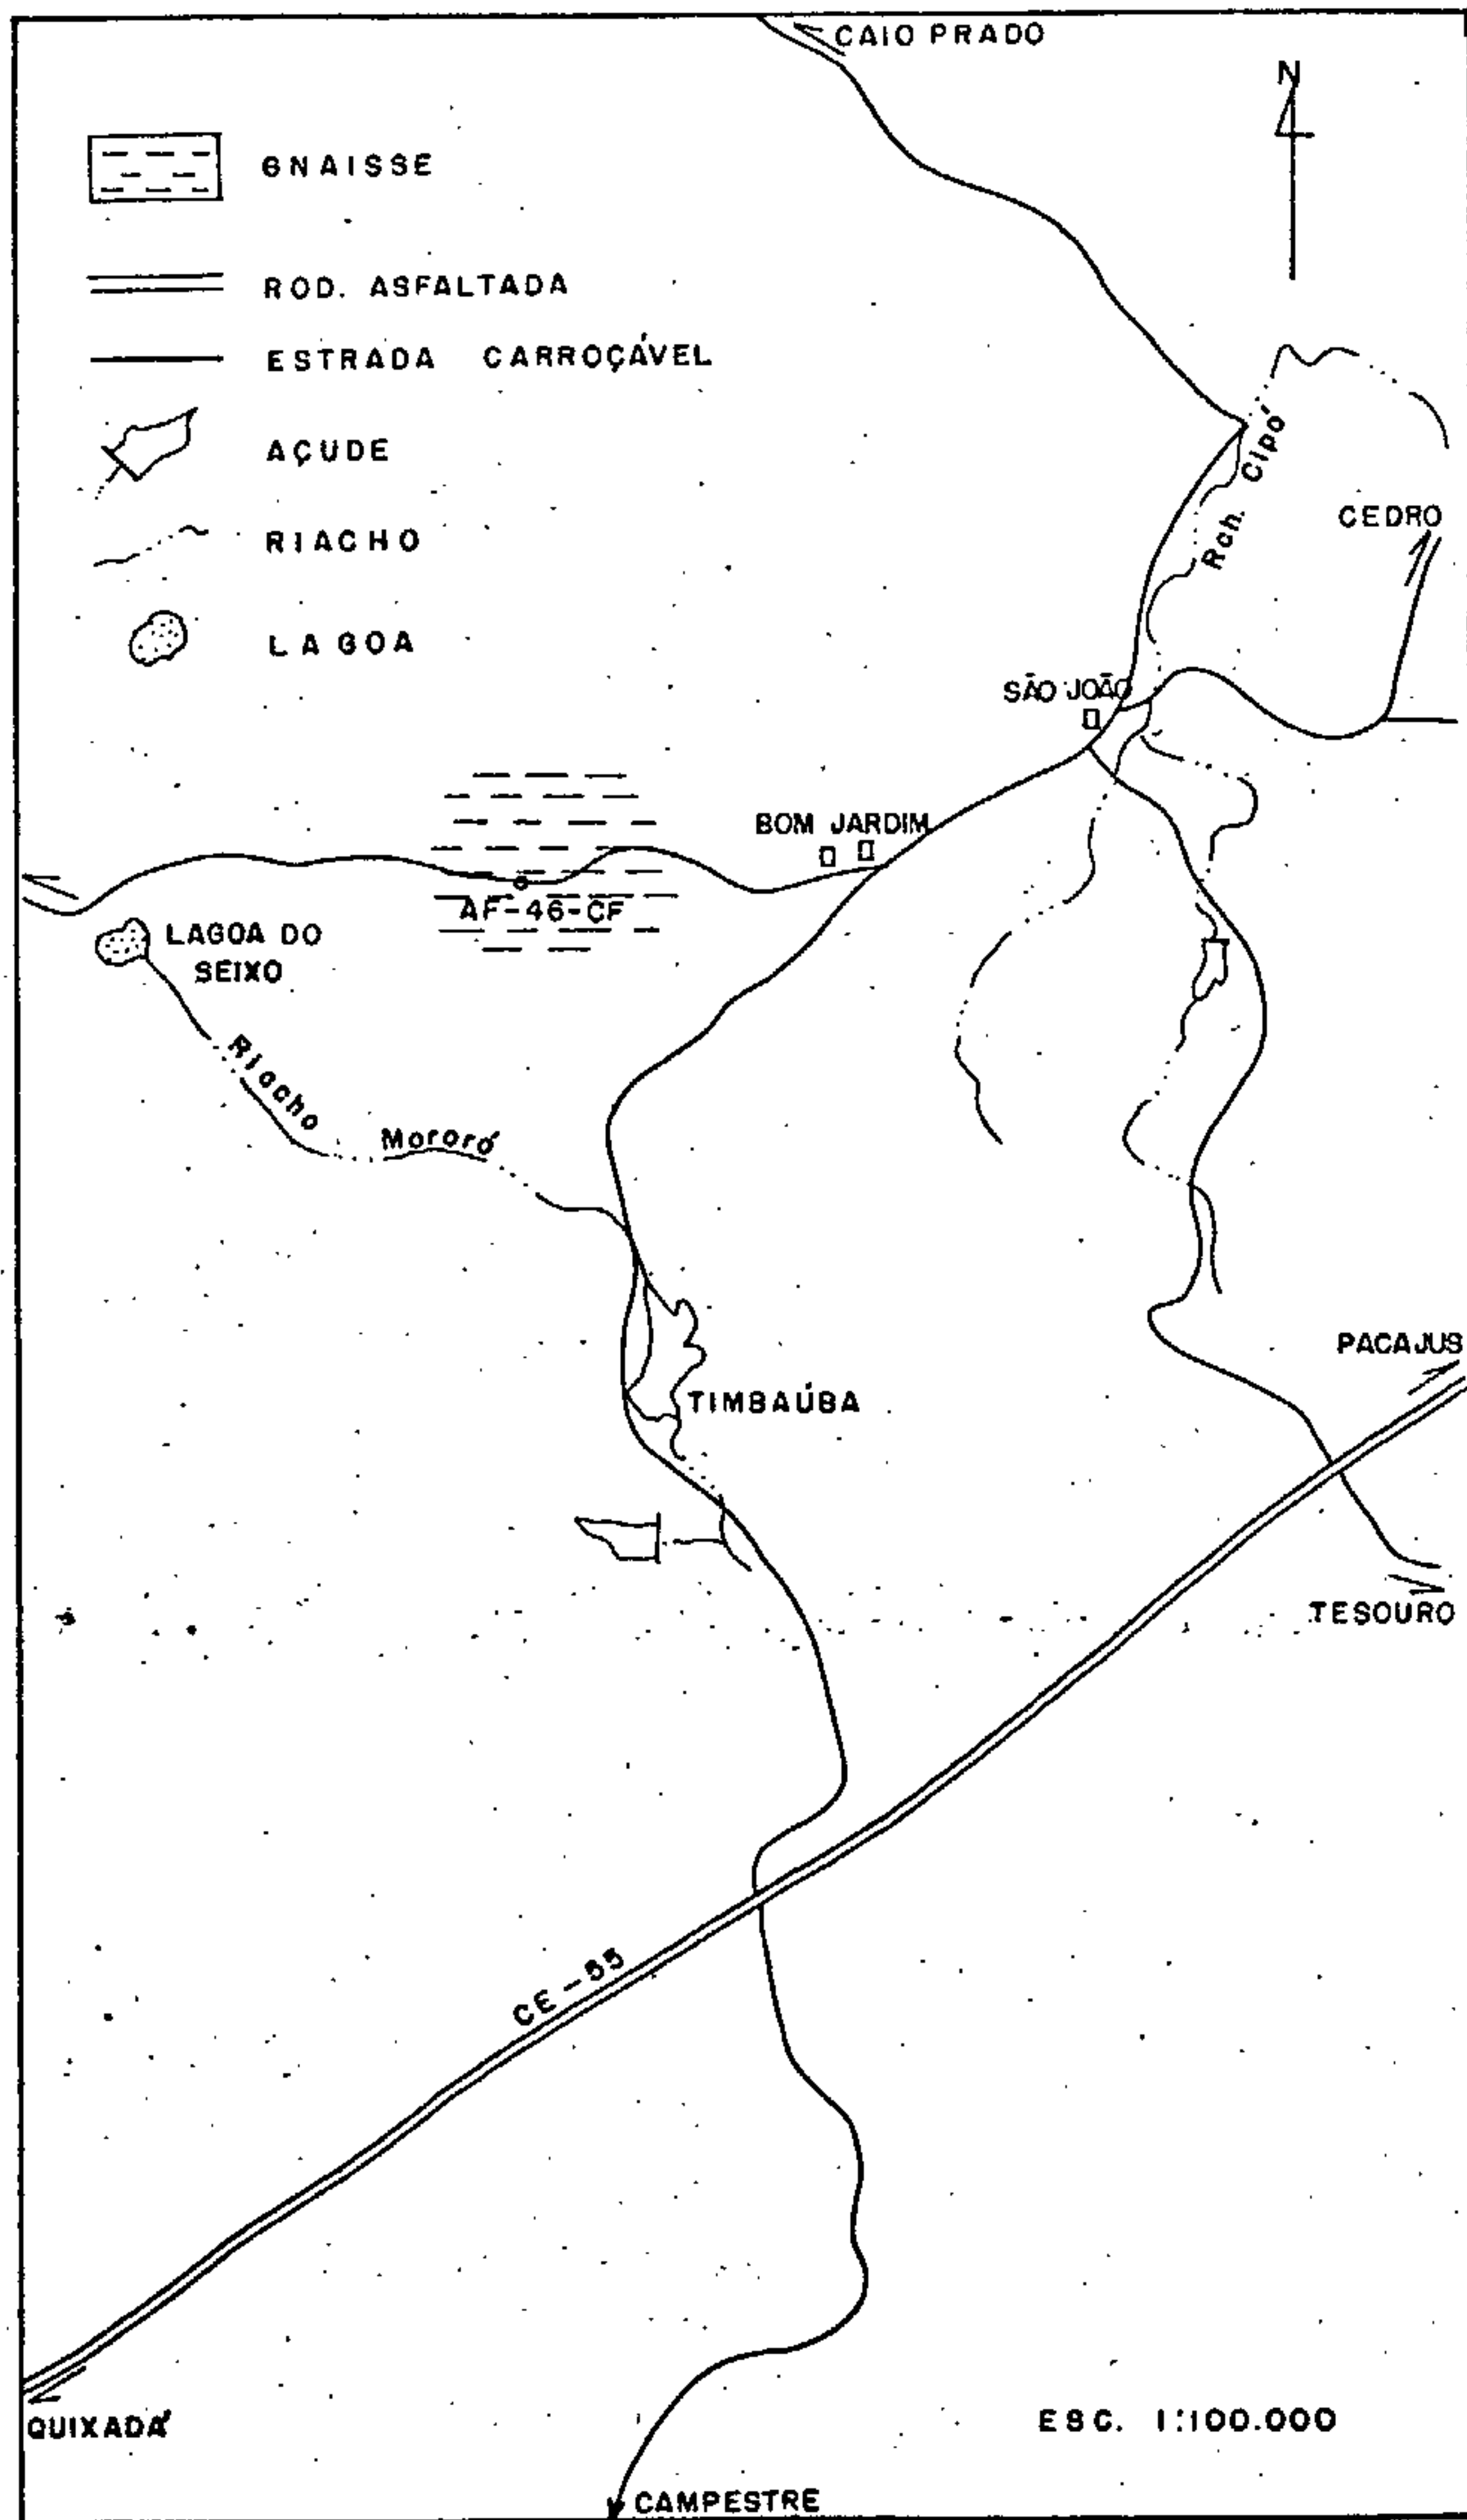 CAIO PRADO
N
GNAISSE
ROD. ASFALTADA
ESTRADA CARROÇÁVEL
AÇUDE
RIACHO
LAGOA
Rch. Cipó
CEDRO
SÃO JOÃO
BOM JARDIM
AF-46-CF
LAGOA DO
SEIXO
Riacho Mororó
PACAJUS
TIMBAÚBA
TESOURO
CE-55
QUIXADÁ
ESC. 1:100.000
CAMPESTRE